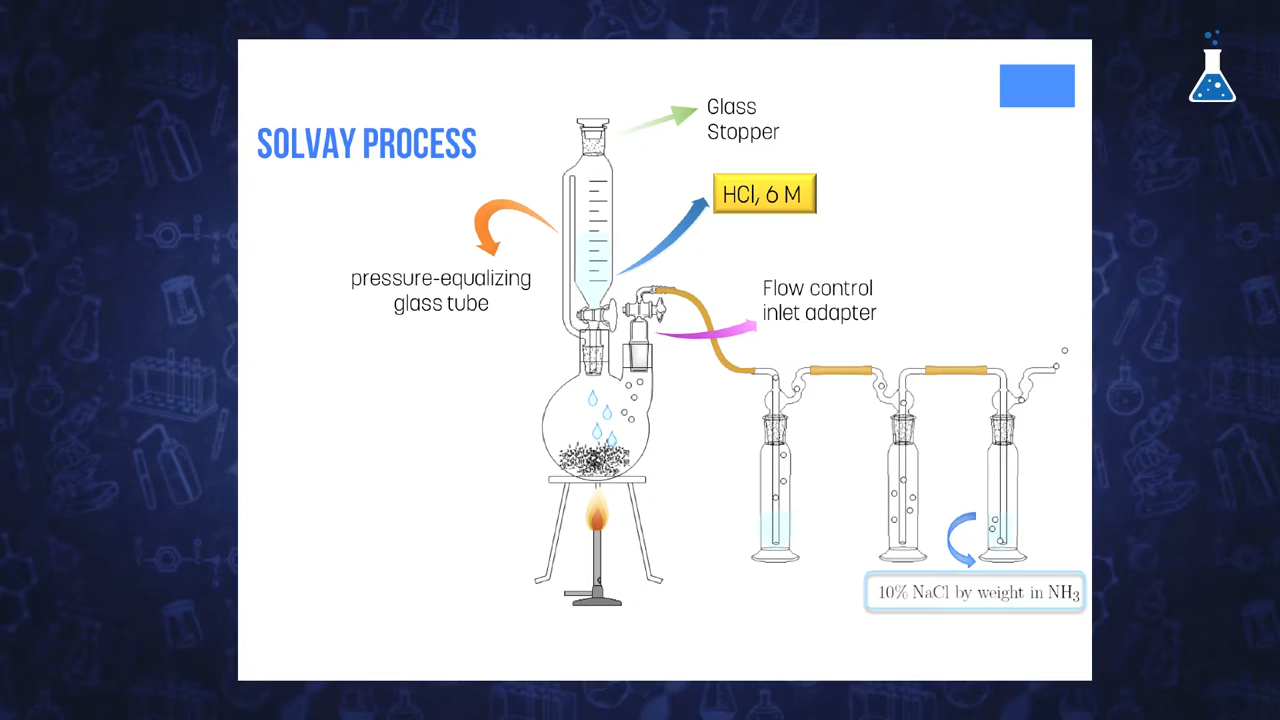 SOLVAY PROCESS
Glass
Stopper
HCl, 6 M
pressure-equalizing
glass tube
Flow control
inlet adapter
10% NaCl by weight in NH₃